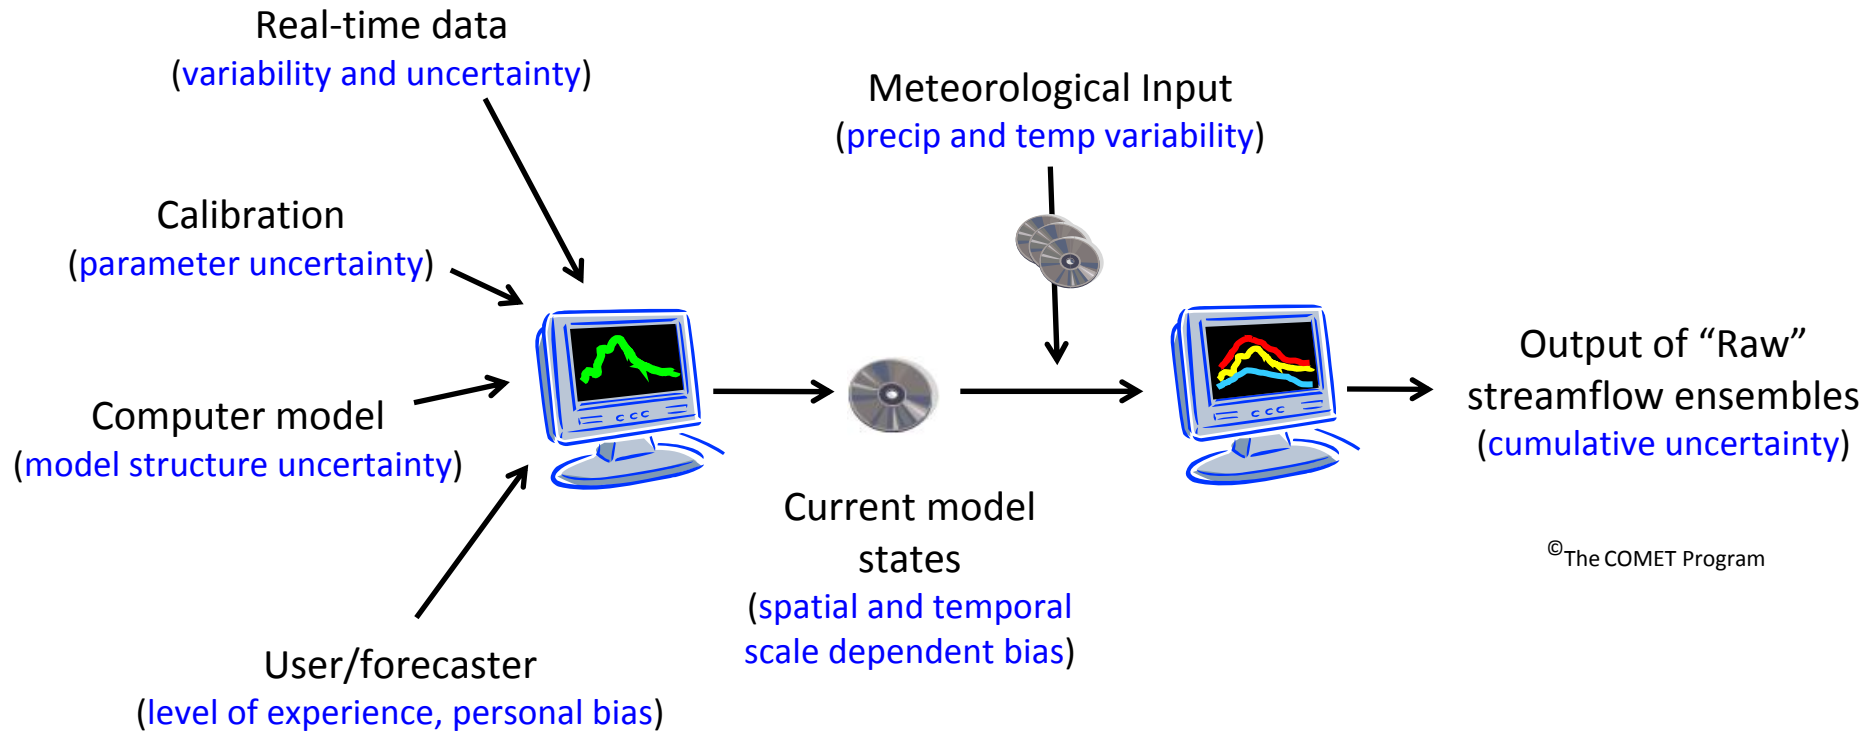 Real-time data
(variability and uncertainty)
Meteorological Input
(precip and temp variability)
Calibration
(parameter uncertainty)
Computer model
(model structure uncertainty)
User/forecaster
(level of experience, personal bias)
Current model
states
(spatial and temporal
scale dependent bias)
Output of “Raw”
streamflow ensembles
(cumulative uncertainty)
©The COMET Program